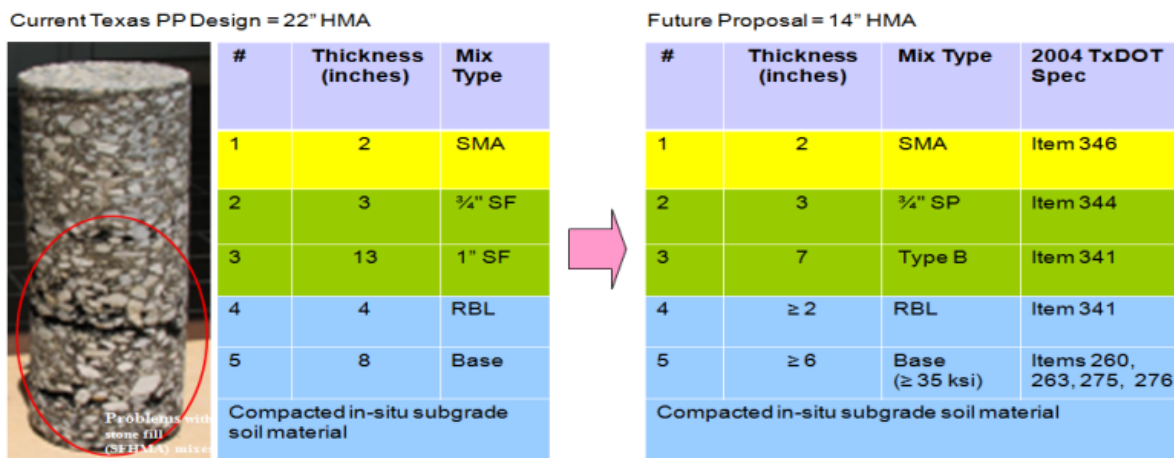 Current Texas PP Design = 22” HMA
Future Proposal = 14” HMA
# Thickness (inches) Mix Type
1 2 SMA
2 3 ¾” SF
3 13 1” SF
4 4 RBL
5 8 Base
Compacted in-situ subgrade
soil material
Problems with
stone fill
(SFHMA) mixes
# Thickness (inches) Mix Type 2004 TxDOT Spec
1 2 SMA Item 346
2 3 ¾” SP Item 344
3 7 Type B Item 341
4 ≥ 2 RBL Item 341
5 ≥ 6 Base (≥ 35 ksi) Items 260, 263, 275, 276
Compacted in-situ subgrade soil material